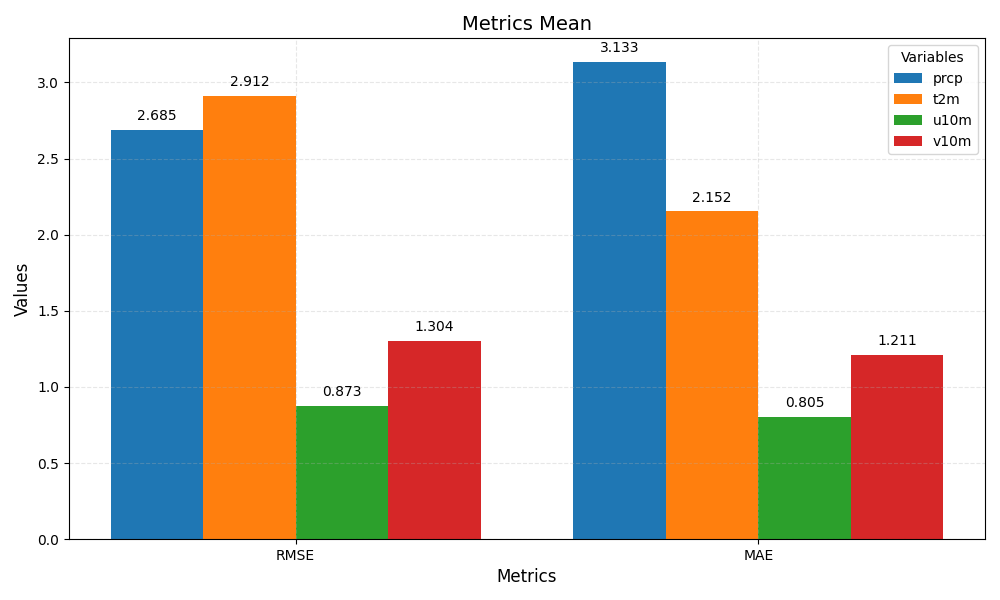 Metrics Mean
Values
3.0
2.5
2.0
1.5
1.0
0.5
0.0
2.685
2.912
0.873
1.304
3.133
2.152
0.805
1.211
Variables
prcp
t2m
u10m
v10m
RMSE
MAE
Metrics